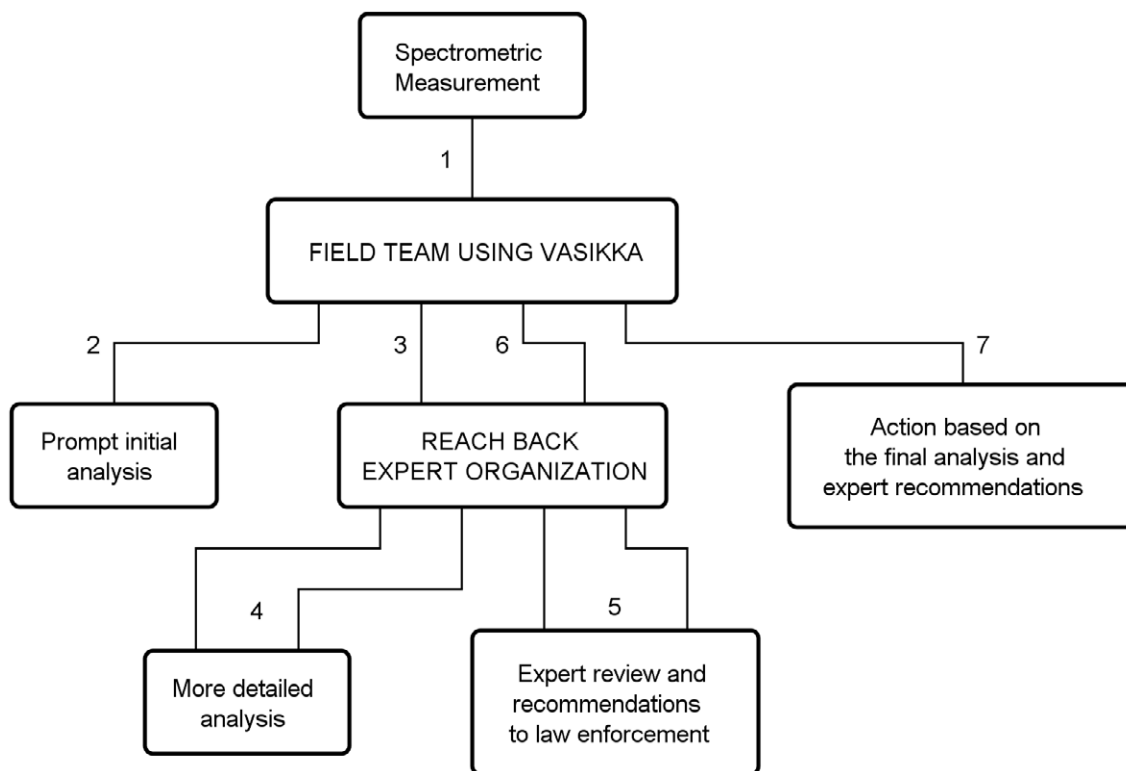 Spectrometric
Measurement
1
FIELD TEAM USING VASIKKA
2
3
6
7
Prompt initial
analysis
REACH BACK
EXPERT ORGANIZATION
Action based on
the final analysis and
expert recommendations
4
5
More detailed
analysis
Expert review and
recommendations
to law enforcement